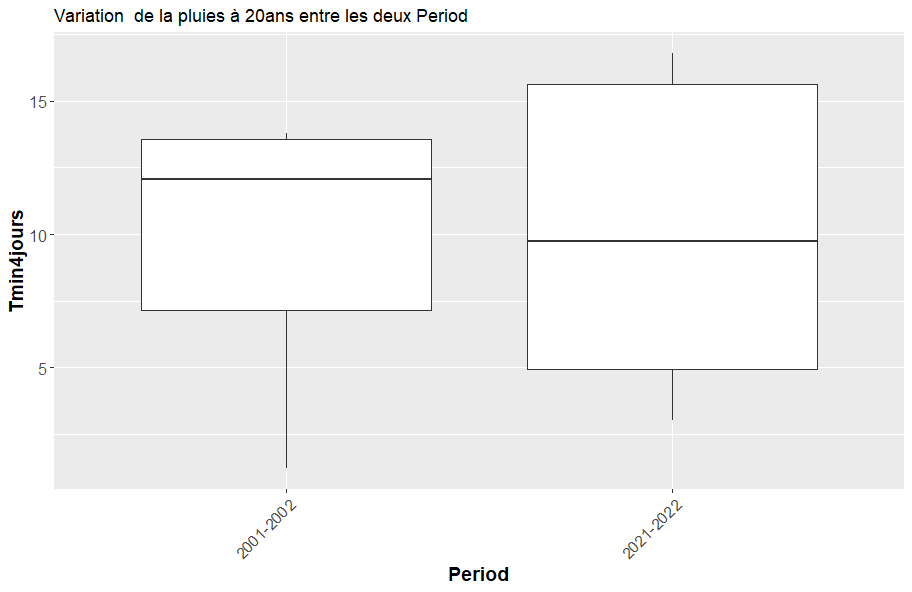 Variation  de la pluies à 20ans entre les deux Period
Tmin4jours
15
10
5
2001-2002
2021-2022
Period